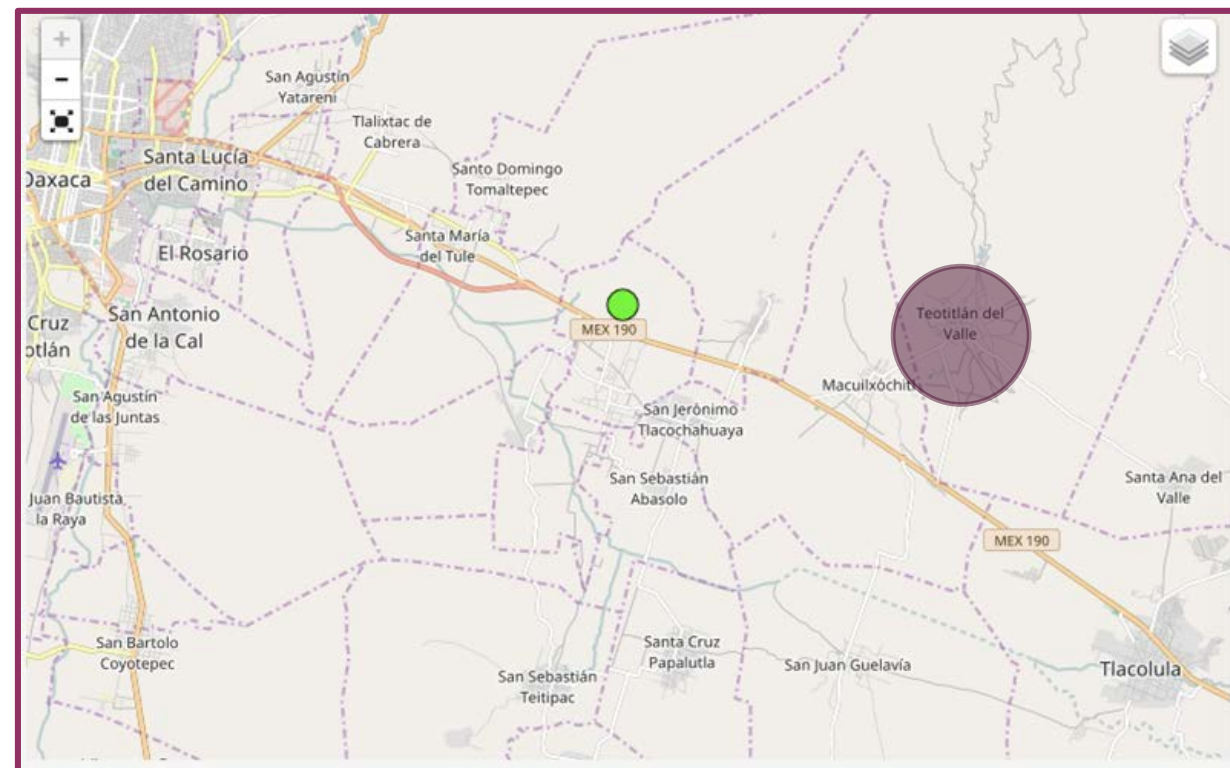 +
San Agustín
Yatareni
−
Tlalixtac de
Cabrera
Santa Lucía
del Camino
Santo Domingo
Tomaltepec
Oaxaca
Santa María
del Tule
El Rosario
San Antonio
de la Cal
Cruz
otlán
MEX 190
Teotitlán del
Valle
Macuilxóchitl
San Agustín
de las Juntas
San Jerónimo
Tlacochahuaya
San Sebastián
Abasolo
Santa Ana del
Valle
Juan Bautista
la Raya
MEX 190
San Bartolo
Coyotepec
Santa Cruz
Papalutla
San Juan Guelavía
Tlacolula
San Sebastián
Teitipac